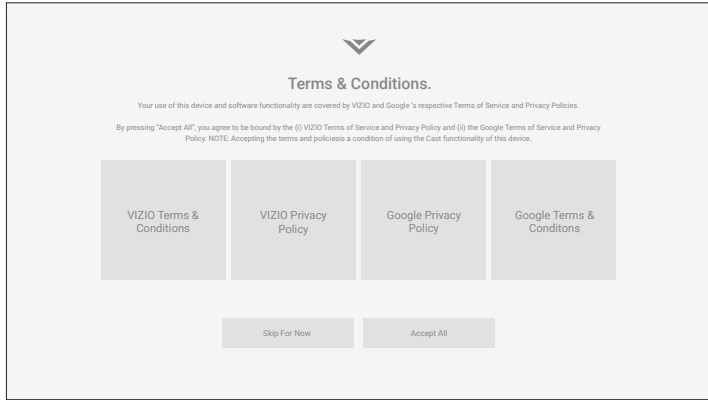 Terms & Conditions.
Your use of this device and software functionality are covered by VIZIO and Google 's respective Terms of Service and Privacy Policies.
By pressing "Accept All", you agree to be bound by the (i) VIZIO Terms of Service and Privacy Policy and (ii) the Google Terms of Service and Privacy
Policy. NOTE: Accepting the terms and policiesis a condition of using the Cast functionality of this device.
VIZIO Terms &
Conditions
VIZIO Privacy
Policy
Google Privacy
Policy
Google Terms &
Conditons
Skip For Now
Accept All